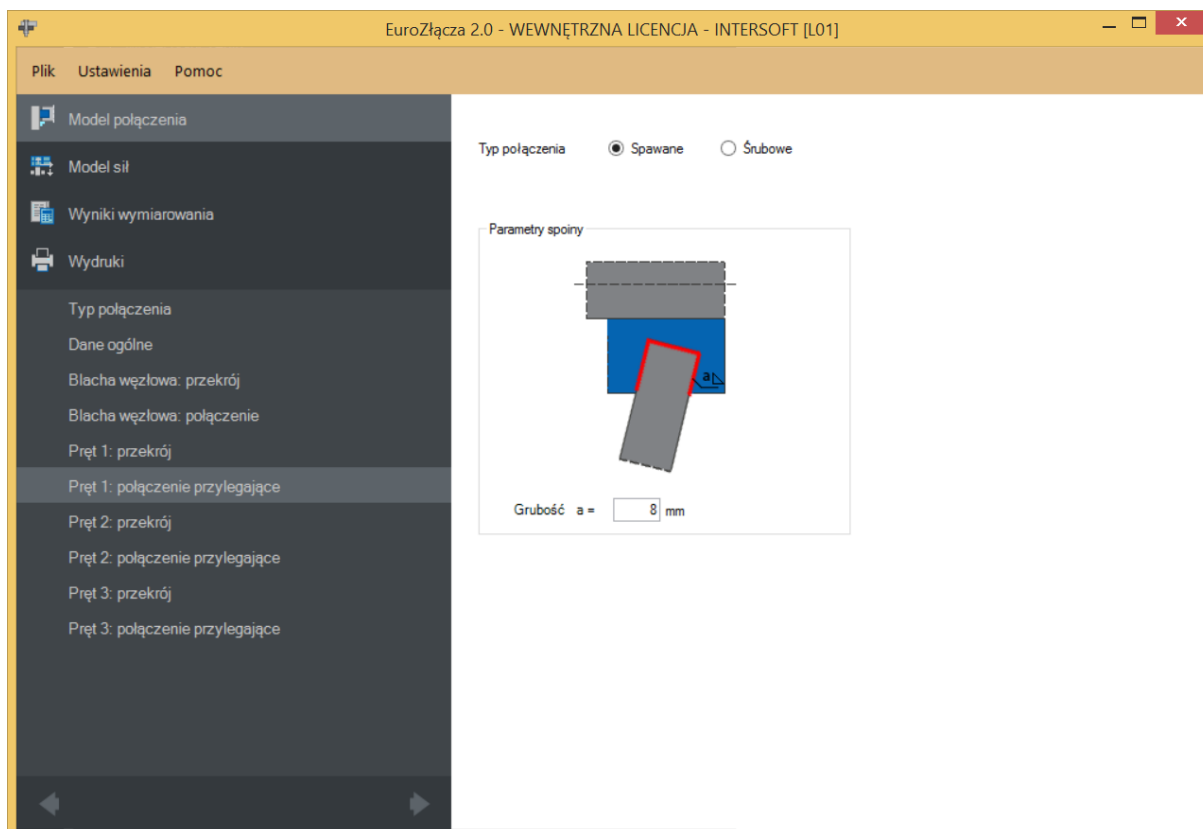 EuroZłącza 2.0 - WEWNĘTRZNA LICENCJA - INTERSOFT [L01]
Plik Ustawienia Pomoc
Model połączenia
Model sił
Wyniki wymiarowania
Wydruki
Typ połączenia
Dane ogólne
Blacha węzłowa: przekrój
Blacha węzłowa: połączenie
Pręt 1: przekrój
Pręt 1: połączenie przylegające
Pręt 2: przekrój
Pręt 2: połączenie przylegające
Pręt 3: przekrój
Pręt 3: połączenie przylegające
Typ połączenia Spawane Śrubowe
Parametry spoiny
a
Grubość a = 8 mm